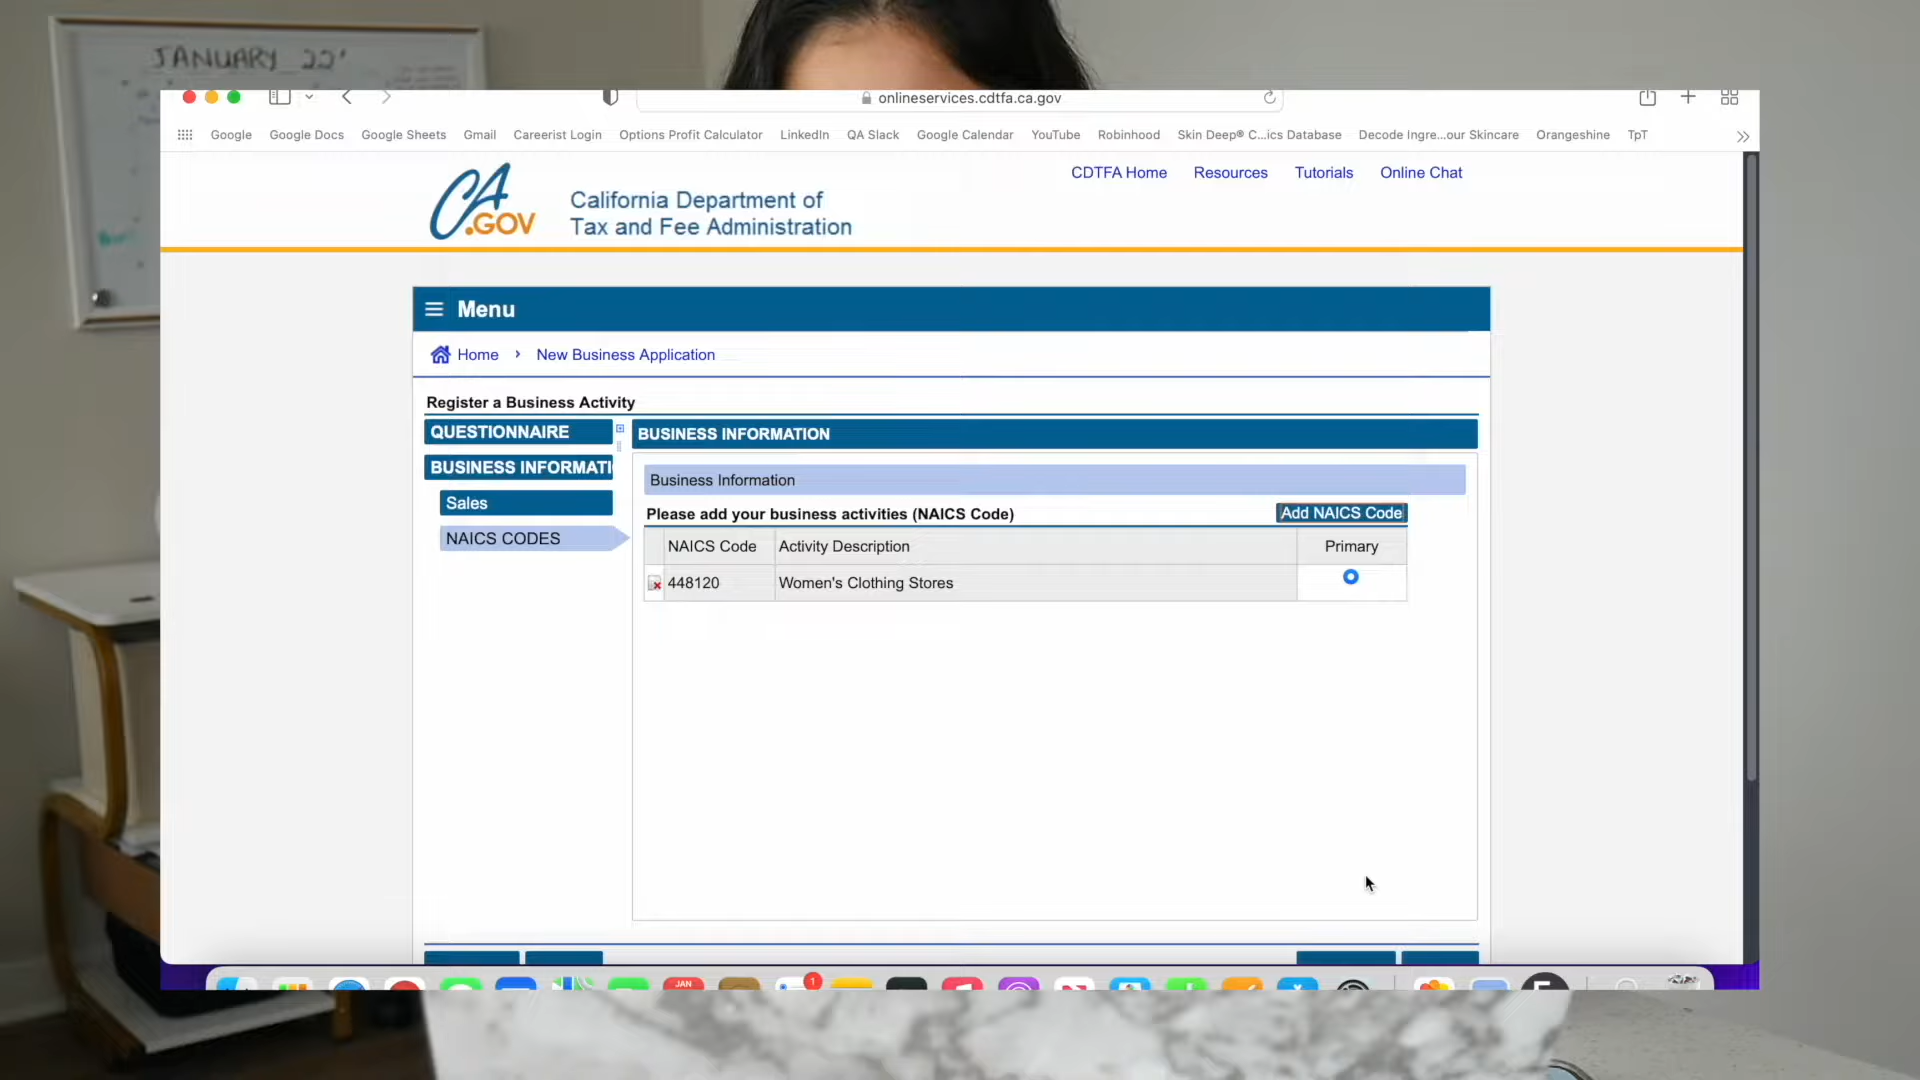 JANUARY 22'
onlineservices.cdtfa.ca.gov
Google Google Docs Google Sheets Gmail Careerist Login Options Profit Calculator LinkedIn QA Slack Google Calendar YouTube Robinhood Skin Deep® C...ics Database Decode Ingre...our Skincare Orangeshine TpT
CDTFA Home Resources Tutorials Online Chat
CA.GOV
California Department of
Tax and Fee Administration
Menu
Home New Business Application
Register a Business Activity
QUESTIONNAIRE
BUSINESS INFORMATION
BUSINESS INFORMATI
Business Information
Sales
Please add your business activities (NAICS Code) Add NAICS Code
NAICS CODES
NAICS Code Activity Description Primary
448120 Women's Clothing Stores
1
JAN